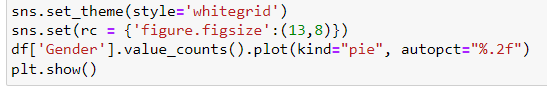 sns.set_theme(style='whitegrid')
sns.set(rc = {'figure.figsize':(13,8)})
df['Gender'].value_counts().plot(kind="pie", autopct="%.2f")
plt.show()